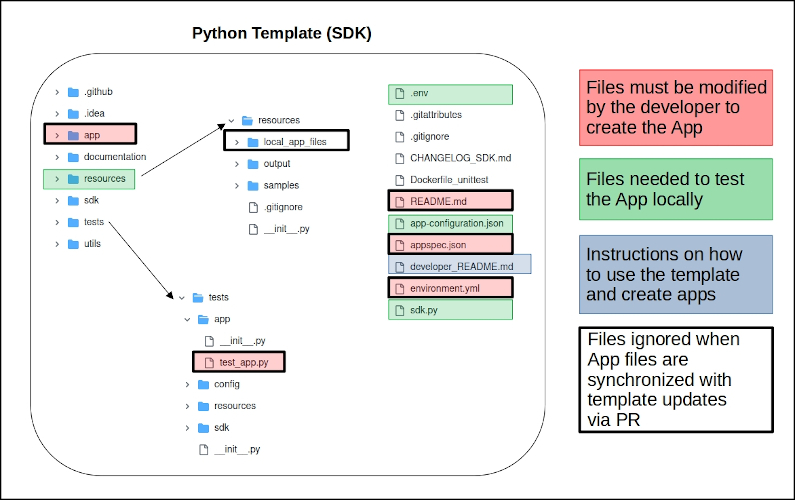 Python Template (SDK)
.github
.idea
app
documentation
resources
sdk
tests
utils
resources
local_app_files
output
samples
.gitignore
__init__.py
tests
app
__init__.py
test_app.py
config
resources
sdk
__init__.py
.env
.gitattributes
.gitignore
CHANGELOG_SDK.md
Dockerfile_unittest
README.md
app-configuration.json
appspec.json
developer_README.md
environment.yml
sdk.py
Files must be modified
by the developer to
create the App
Files needed to test
the App locally
Instructions on how
to use the template
and create apps
Files ignored when
App files are
synchronized with
template updates
via PR